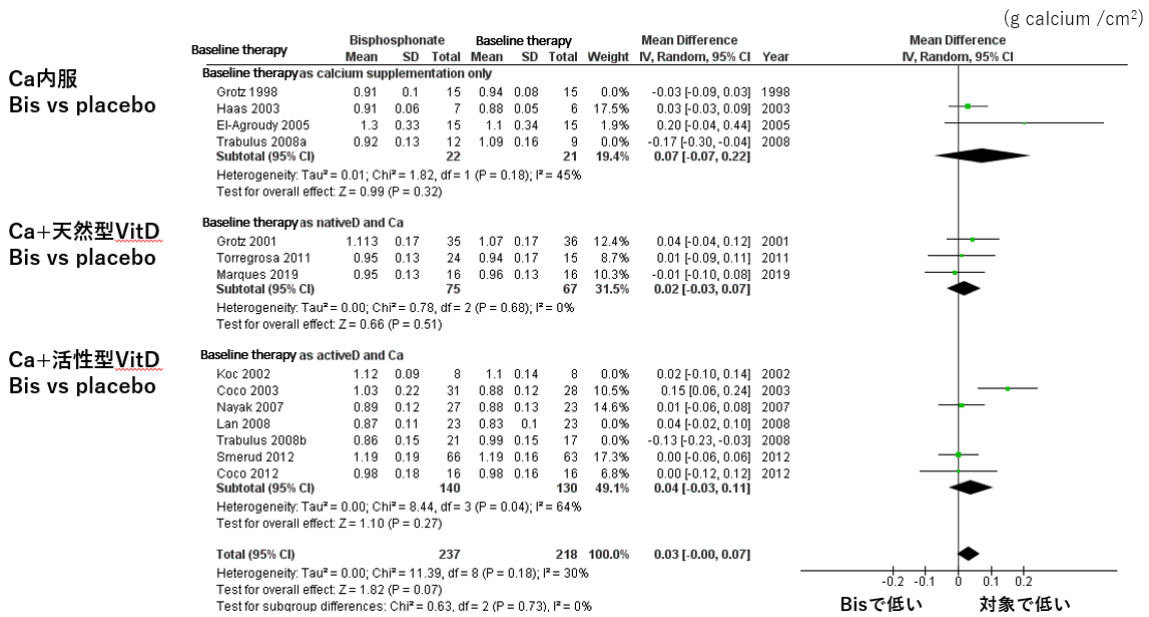 (g calcium /cm²)
Baseline therapy Bisphosphonate Baseline therapy Mean Difference Mean Difference
Mean SD Total Mean SD Total Weight IV, Random, 95% CI Year IV, Random, 95% CI
Ca内服
Bis vs placebo
Baseline therapy as calcium supplementation only
Grotz 1998 0.91 0.1 15 0.94 0.08 15 0.0% -0.03 [-0.09, 0.03] 1998
Haas 2003 0.91 0.06 7 0.88 0.05 6 17.5% 0.03 [-0.03, 0.09] 2003
El-Agroudy 2005 1.3 0.33 15 1.1 0.34 15 1.9% 0.20 [-0.04, 0.44] 2005
Trabulus 2008a 0.92 0.13 12 1.09 0.16 9 0.0% -0.17 [-0.30, -0.04] 2008
Subtotal (95% CI) 22 21 19.4% 0.07 [-0.07, 0.22]
Heterogeneity: Tau² = 0.01; Chi² = 1.82, df = 1 (P = 0.18); I² = 45%
Test for overall effect: Z = 0.99 (P = 0.32)
Ca+天然型VitD
Bis vs placebo
Baseline therapy as nativeD and Ca
Grotz 2001 1.113 0.17 35 1.07 0.17 36 12.4% 0.04 [-0.04, 0.12] 2001
Torregrosa 2011 0.95 0.13 24 0.94 0.17 15 8.7% 0.01 [-0.09, 0.11] 2011
Marques 2019 0.95 0.13 16 0.96 0.13 16 10.3% -0.01 [-0.10, 0.08] 2019
Subtotal (95% CI) 75 67 31.5% 0.02 [-0.03, 0.07]
Heterogeneity: Tau² = 0.00; Chi² = 0.78, df = 2 (P = 0.68); I² = 0%
Test for overall effect: Z = 0.66 (P = 0.51)
Ca+活性型VitD
Bis vs placebo
Baseline therapy as activeD and Ca
Koc 2002 1.12 0.09 8 1.1 0.14 8 0.0% 0.02 [-0.10, 0.14] 2002
Coco 2003 1.03 0.22 31 0.88 0.12 28 10.5% 0.15 [0.06, 0.24] 2003
Nayak 2007 0.89 0.12 27 0.88 0.13 23 14.6% 0.01 [-0.06, 0.08] 2007
Lan 2008 0.87 0.11 23 0.83 0.1 23 0.0% 0.04 [-0.02, 0.10] 2008
Trabulus 2008b 0.86 0.15 21 0.99 0.15 17 0.0% -0.13 [-0.23, -0.03] 2008
Smerud 2012 1.19 0.19 66 1.19 0.16 63 17.3% 0.00 [-0.06, 0.06] 2012
Coco 2012 0.98 0.18 16 0.98 0.16 16 6.8% 0.00 [-0.12, 0.12] 2012
Subtotal (95% CI) 140 130 49.1% 0.04 [-0.03, 0.11]
Heterogeneity: Tau² = 0.00; Chi² = 8.44, df = 3 (P = 0.04); I² = 64%
Test for overall effect: Z = 1.10 (P = 0.27)
Total (95% CI) 237 218 100.0% 0.03 [-0.00, 0.07]
Heterogeneity: Tau² = 0.00; Chi² = 11.39, df = 8 (P = 0.18); I² = 30%
Test for overall effect: Z = 1.82 (P = 0.07)
Test for subgroup differences: Chi² = 0.63, df = 2 (P = 0.73), I² = 0%
-0.2 -0.1 0 0.1 0.2
Bisで低い 対象で低い